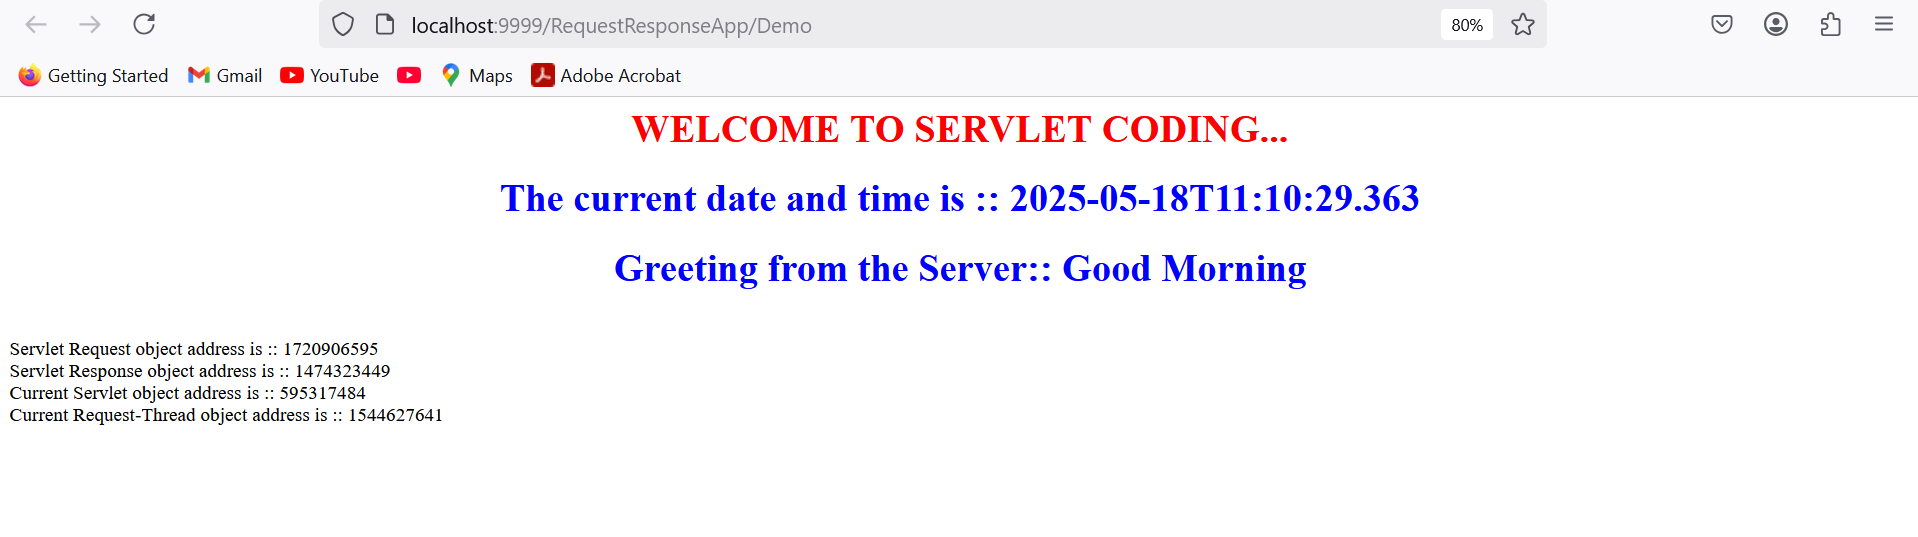 localhost:9999/RequestResponseApp/Demo 80%
Getting Started Gmail YouTube Maps Adobe Acrobat
WELCOME TO SERVLET CODING...
The current date and time is :: 2025-05-18T11:10:29.363
Greeting from the Server:: Good Morning
Servlet Request object address is :: 1720906595
Servlet Response object address is :: 1474323449
Current Servlet object address is :: 595317484
Current Request-Thread object address is :: 1544627641